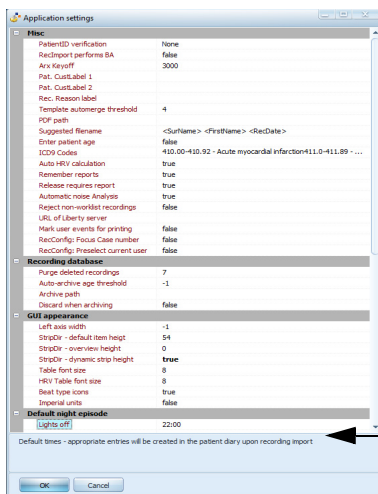 Application settings
Misc
PatientID verification None
RecImport performs BA false
Arx Keyoff 3000
Pat. CustLabel 1
Pat. CustLabel 2
Rec. Reason label
Template automerge threshold 4
PDF path
Suggested filename <SurName> <FirstName> <RecDate>
Enter patient age false
ICD9 Codes 410.00-410.92 - Acute myocardial infarction411.0-411.89 - ...
Auto HRV calculation true
Remember reports true
Release requires report true
Automatic noise Analysis true
Reject non-worklist recordings false
URL of Liberty server
Mark user events for printing false
RecConfig: Focus Case number false
RecConfig: Preselect current user false
Recording database
Purge deleted recordings 7
Auto-archive age threshold -1
Archive path
Discard when archiving false
GUI appearance
Left axis width -1
StripDir - default item heigt 54
StripDir - overview height 0
StripDir - dynamic strip height true
Table font size 8
HRV Table font size 8
Beat type icons true
Imperial units false
Default night episode
Lights off 22:00
Default times - appropriate entries will be created in the patient diary upon recording import
OK Cancel